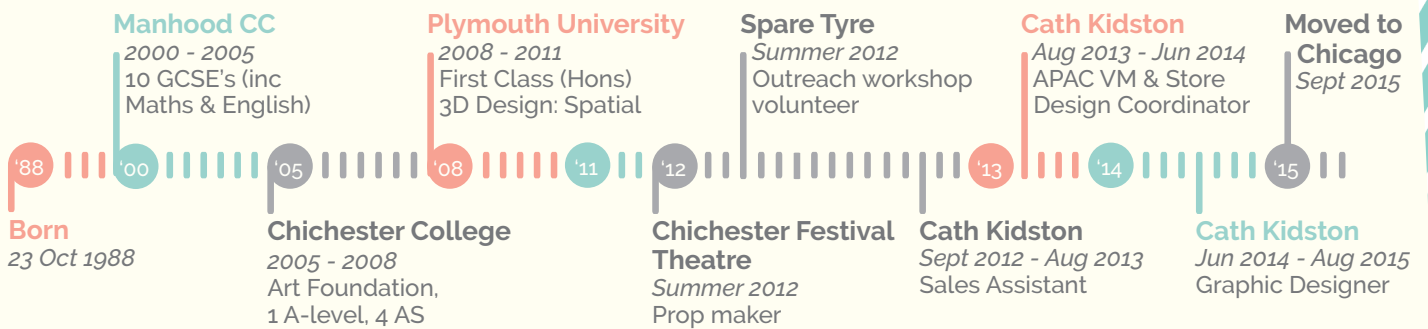 Manhood CC
2000 - 2005
10 GCSE's (inc
Maths & English)
Plymouth University
2008 - 2011
First Class (Hons)
3D Design: Spatial
Spare Tyre
Summer 2012
Outreach workshop
volunteer
Cath Kidston
Aug 2013 - Jun 2014
APAC VM & Store
Design Coordinator
Moved to
Chicago
Sept 2015
‘88
‘00
‘05
‘08
‘11
‘12
‘13
‘14
‘15
Born
23 Oct 1988
Chichester College
2005 - 2008
Art Foundation,
1 A-level, 4 AS
Chichester Festival
Theatre
Summer 2012
Prop maker
Cath Kidston
Sept 2012 - Aug 2013
Sales Assistant
Cath Kidston
Jun 2014 - Aug 2015
Graphic Designer